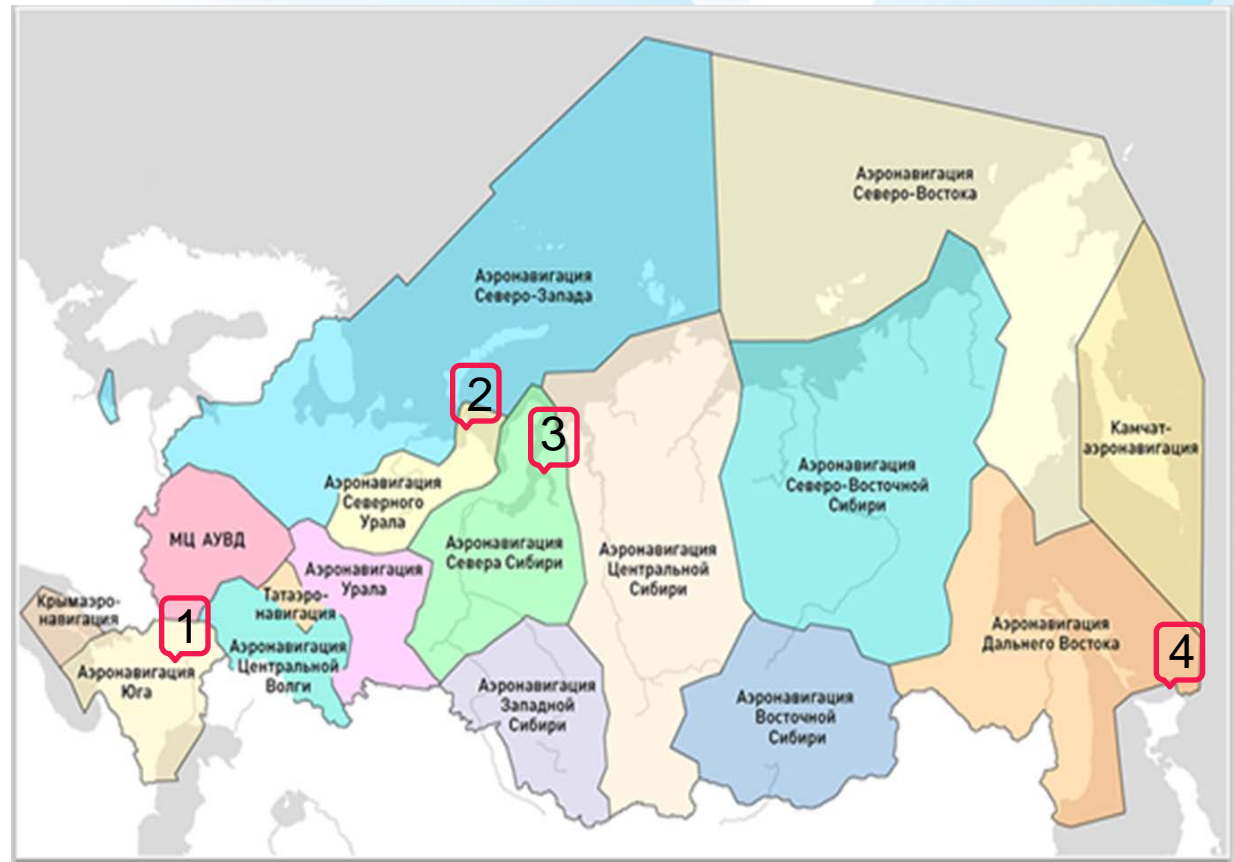 Аэронавигация
Северо-Востока
Аэронавигация
Северо-Запада
2
3
Камчат-
аэронавигация
Аэронавигация
Северо-Восточной
Сибири
Аэронавигация
Северного
Урала
МЦ АУВД
Аэронавигация
Севера Сибири
Аэронавигация
Центральной
Сибири
Аэронавигация
Урала
Татаэро-
навигация
Крымаэро-
навигация
1
Аэронавигация
Центральной
Волги
Аэронавигация
Юга
Аэронавигация
Дальнего Востока
4
Аэронавигация
Западной
Сибири
Аэронавигация
Восточной
Сибири